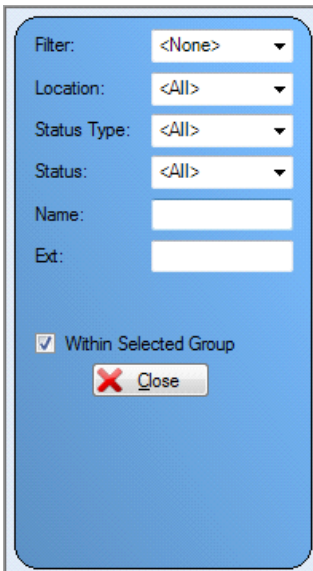 Filter: <None>
Location: <All>
Status Type: <All>
Status: <All>
Name:
Ext:
Within Selected Group
Close